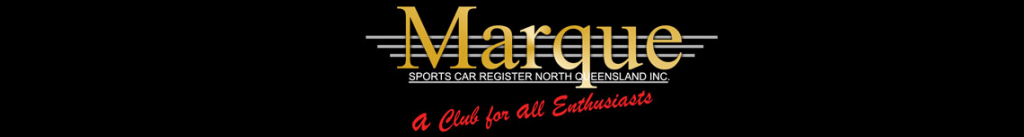 Marque
SPORTS CAR REGISTER NORTH QUEENSLAND INC.
a Club for all Enthusiasts